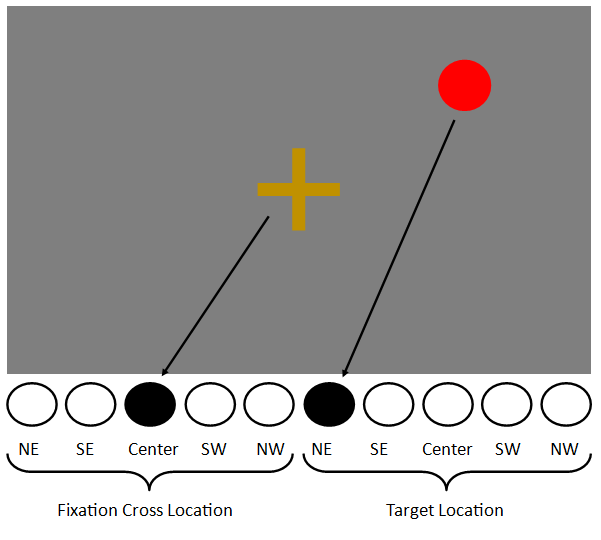 NE SE Center SW NW NE SE Center SW NW
Fixation Cross Location Target Location